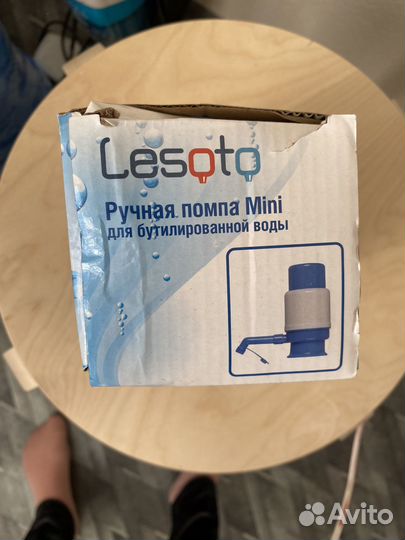 Lesoto
Ручная помпа Mini
для бутилированной воды
Avito